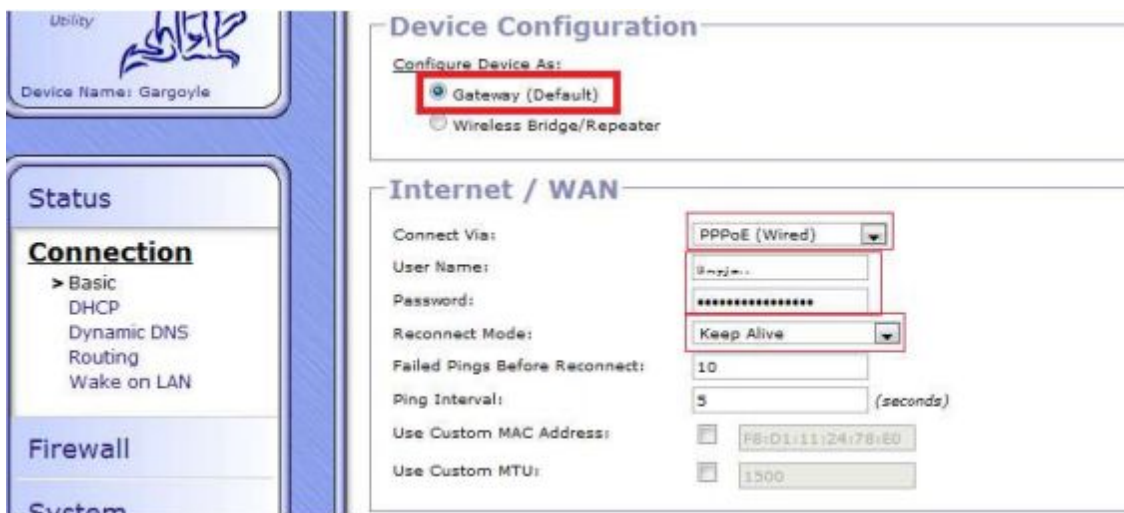 Utility
Device Name: Gargoyle
Status
Connection
> Basic
DHCP
Dynamic DNS
Routing
Wake on LAN
Firewall
System
Device Configuration
Configure Device As:
Gateway (Default)
Wireless Bridge/Repeater
Internet / WAN
Connect Via: PPPoE (Wired)
User Name:
Password: ••••••••••••••••
Reconnect Mode: Keep Alive
Failed Pings Before Reconnect: 10
Ping Interval: 5 (seconds)
Use Custom MAC Address: F8:D1:11:24:78:E0
Use Custom MTU: 1500